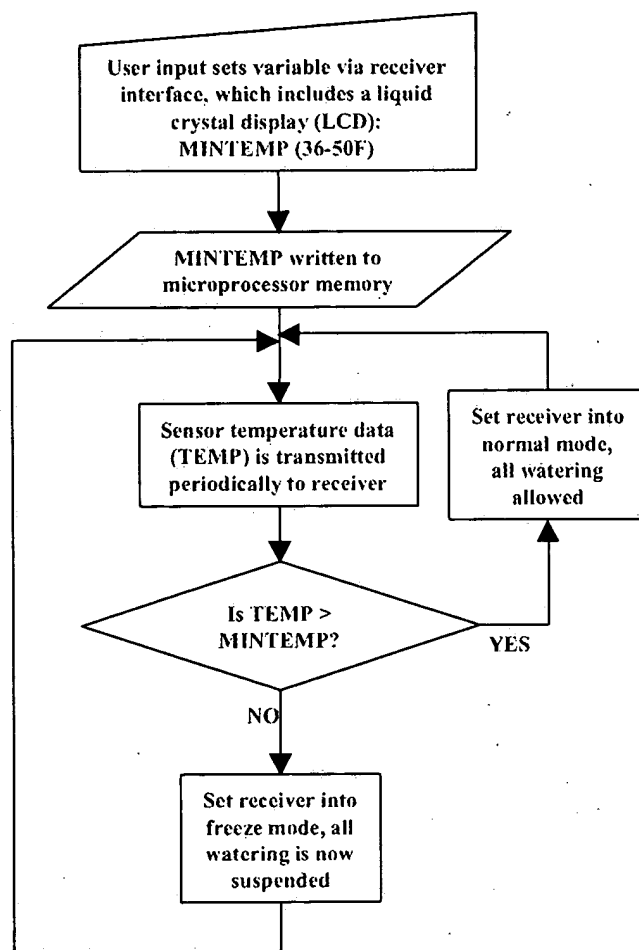 User input sets variable via receiver
interface, which includes a liquid
crystal display (LCD):
MINTEMP (36-50F)
MINTEMP written to
microprocessor memory
Sensor temperature data
(TEMP) is transmitted
periodically to receiver
Set receiver into
normal mode,
all watering
allowed
Is TEMP >
MINTEMP?
YES
NO
Set receiver into
freeze mode, all
watering is now
suspended